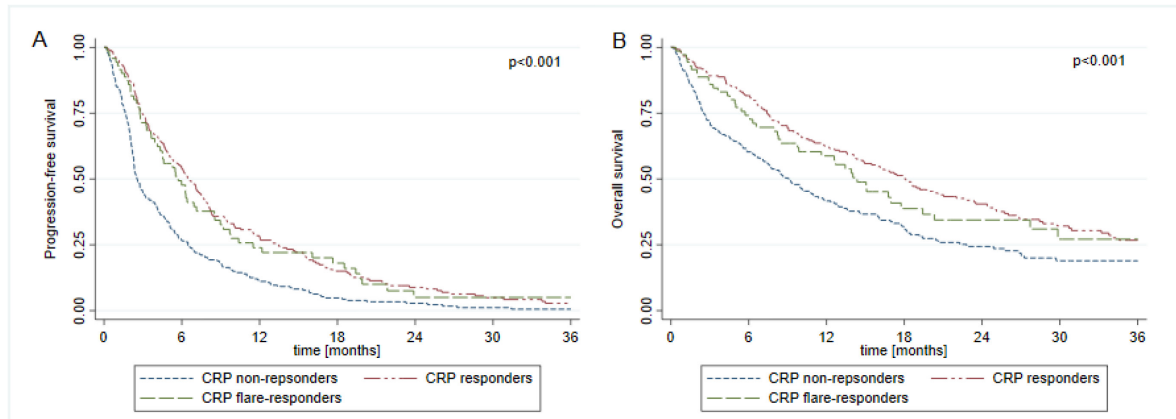 A
p<0.001
Progression-free survival
1.00
0.75
0.50
0.25
0.00
0 6 12 18 24 30 36
time [months]
CRP non-repsonders CRP responders
CRP flare-responders
B
p<0.001
Overall survival
1.00
0.75
0.50
0.25
0.00
0 6 12 18 24 30 36
time [months]
CRP non-repsonders CRP responders
CRP flare-responders